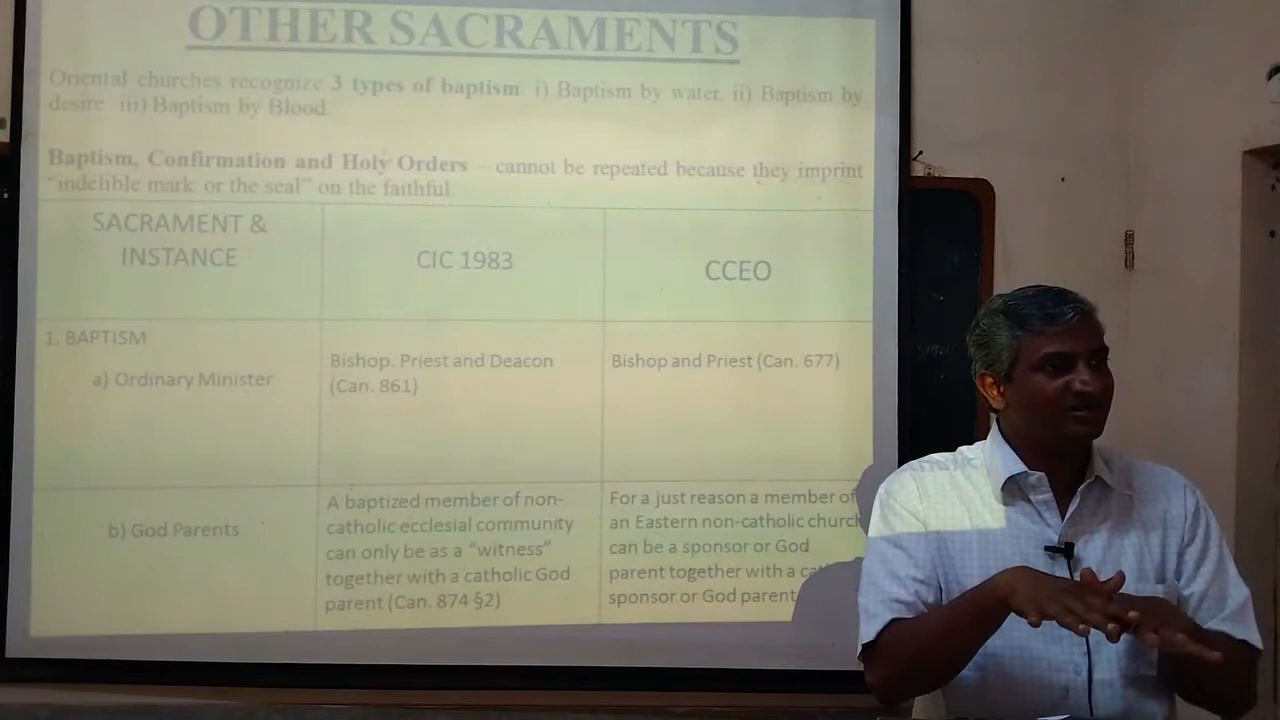 OTHER SACRAMENTS
Oriental churches recognize 3 types of baptism i) Baptism by water, ii) Baptism by
desire iii) Baptism by Blood.
Baptism, Confirmation and Holy Orders cannot be repeated because they imprint
"indelible mark or the seal" on the faithful.
SACRAMENT &
INSTANCE
CIC 1983
CCEO
1. BAPTISM
a) Ordinary Minister
Bishop. Priest and Deacon
(Can. 861)
Bishop and Priest (Can. 677)
b) God Parents
A baptized member of non-
catholic ecclesial community
can only be as a "witness"
together with a catholic God
parent (Can. 874 §2)
For a just reason a member of
an Eastern non-catholic church
can be a sponsor or God
parent together with a
sponsor or God parent